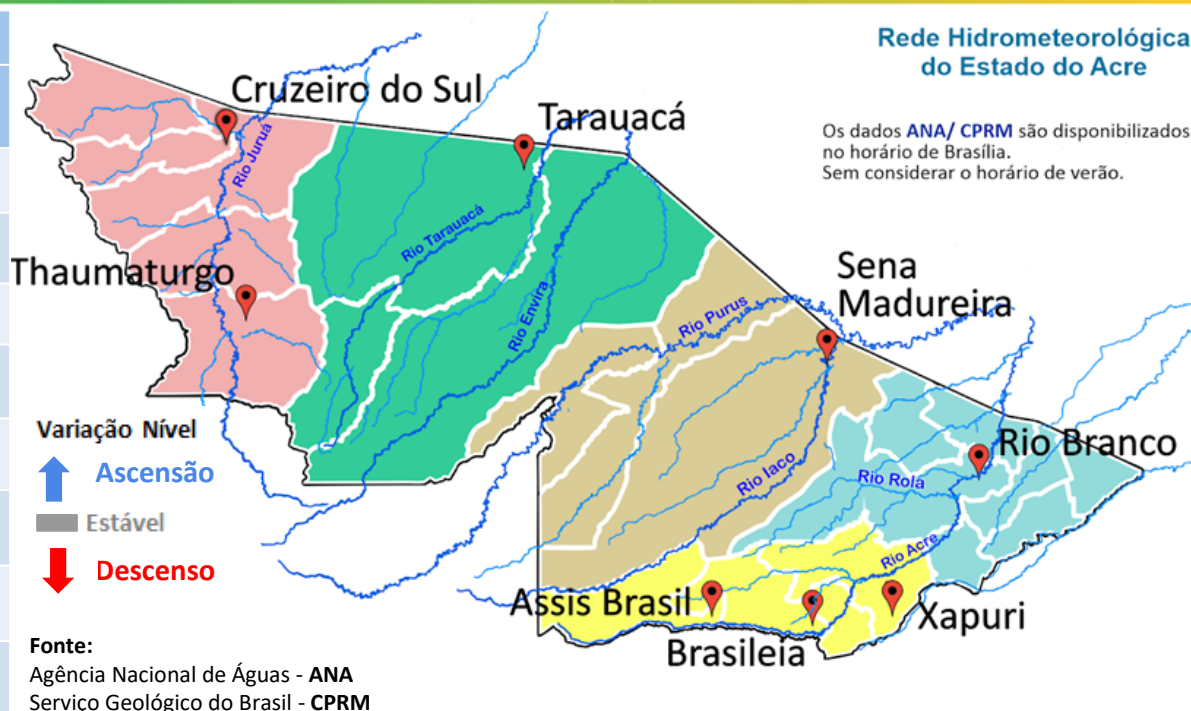 Rede Hidrometeorológica
do Estado do Acre
Os dados ANA/ CPRM são disponibilizados
no horário de Brasília.
Sem considerar o horário de verão.
Cruzeiro do Sul
Tarauacá
Rio Juruá
Rio Tarauacá
Thaumaturgo
Rio Envira
Sena
Madureira
Rio Purus
Variação Nível
Ascensão
Estável
Descenso
Rio Branco
Rio Iaco
Rio Rola
Rio Acre
Assis Brasil
Xapuri
Brasileia
Fonte:
Agência Nacional de Águas - ANA
Serviço Geológico do Brasil - CPRM